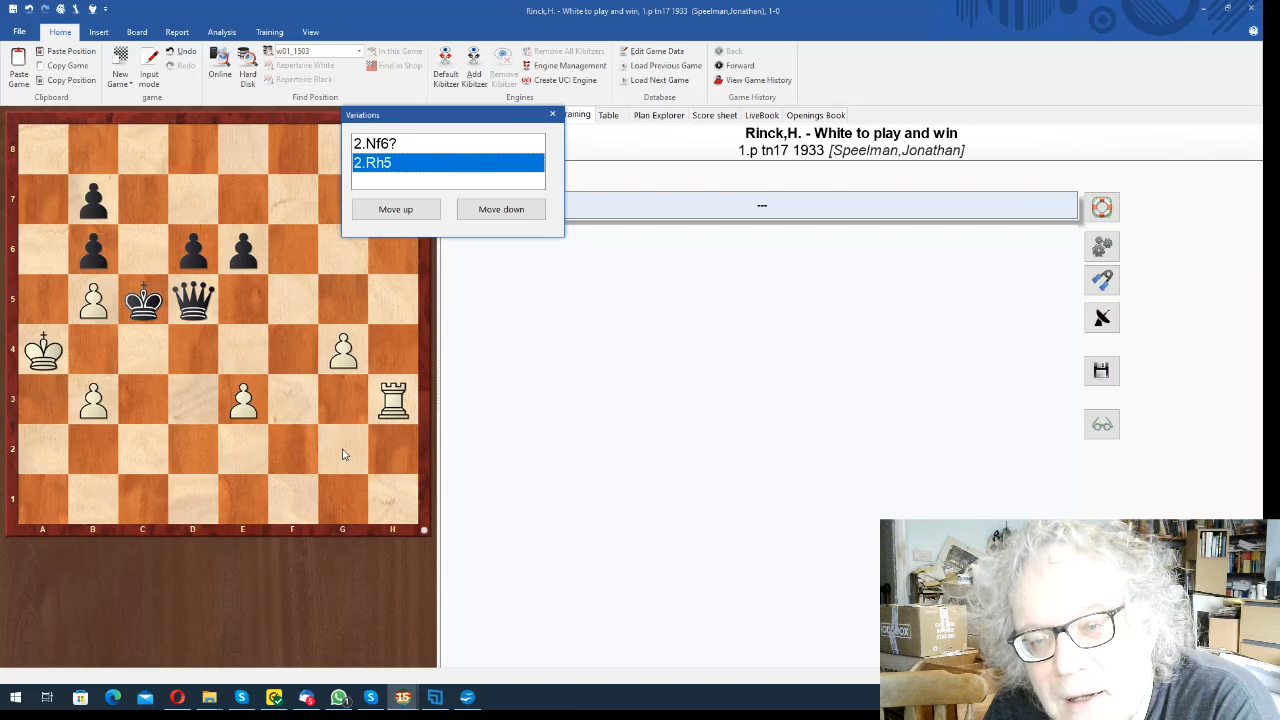 Rinck,H. - White to play and win, 1.p 1933 (Speelman,Jonathan), 1-0
File Home Insert Board Report Analysis Training View
Paste Position
Copy Game
Copy Position
Paste Game
Clipboard
New Game
Input mode
Undo
Redo
game
Online
Hard Disk
w01_1503
Repertoire White
Repertoire Black
In this Game
Find in Shop
Find Position
Default Kibitzer
Add Kibitzer
Remove Kibitzer
Remove All Kibitzers
Engine Management
Create UCI Engine
Engines
Edit Game Data
Load Previous Game
Load Next Game
Database
Back
Forward
View Game History
Game History
Variations
2.Nf6?
2.Rh5
Move up Move down
Training Table Plan Explorer Score sheet LiveBook Openings Book
Rinck,H. - White to play and win
1.p tn17 1933 [Speelman,Jonathan]
---
8
7
6
5
4
3
2
1
A B C D E F G H